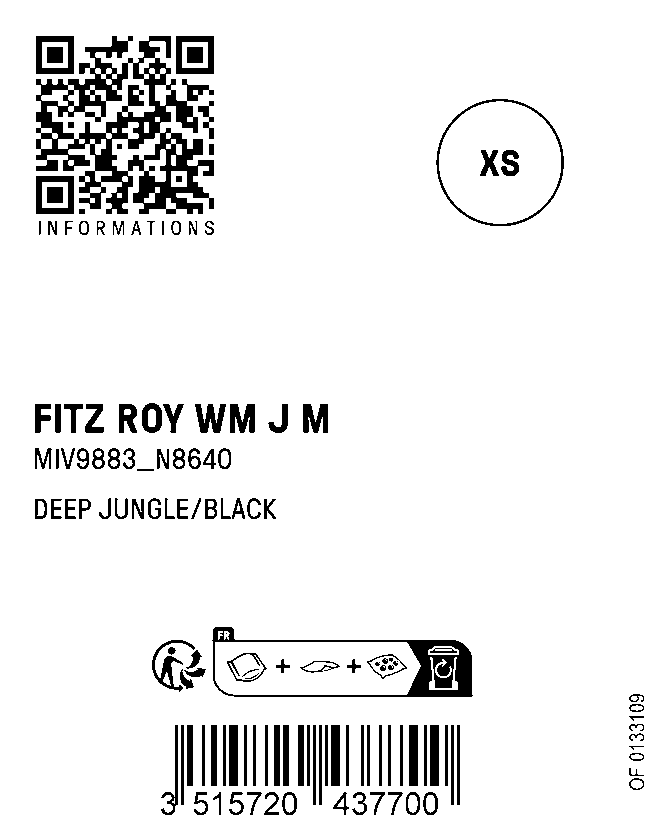 INFORMATIONS
XS
FITZ ROY WM J M
MIV9883_N8640
DEEP JUNGLE/BLACK
FR
3 515720 437700
OF 0133109